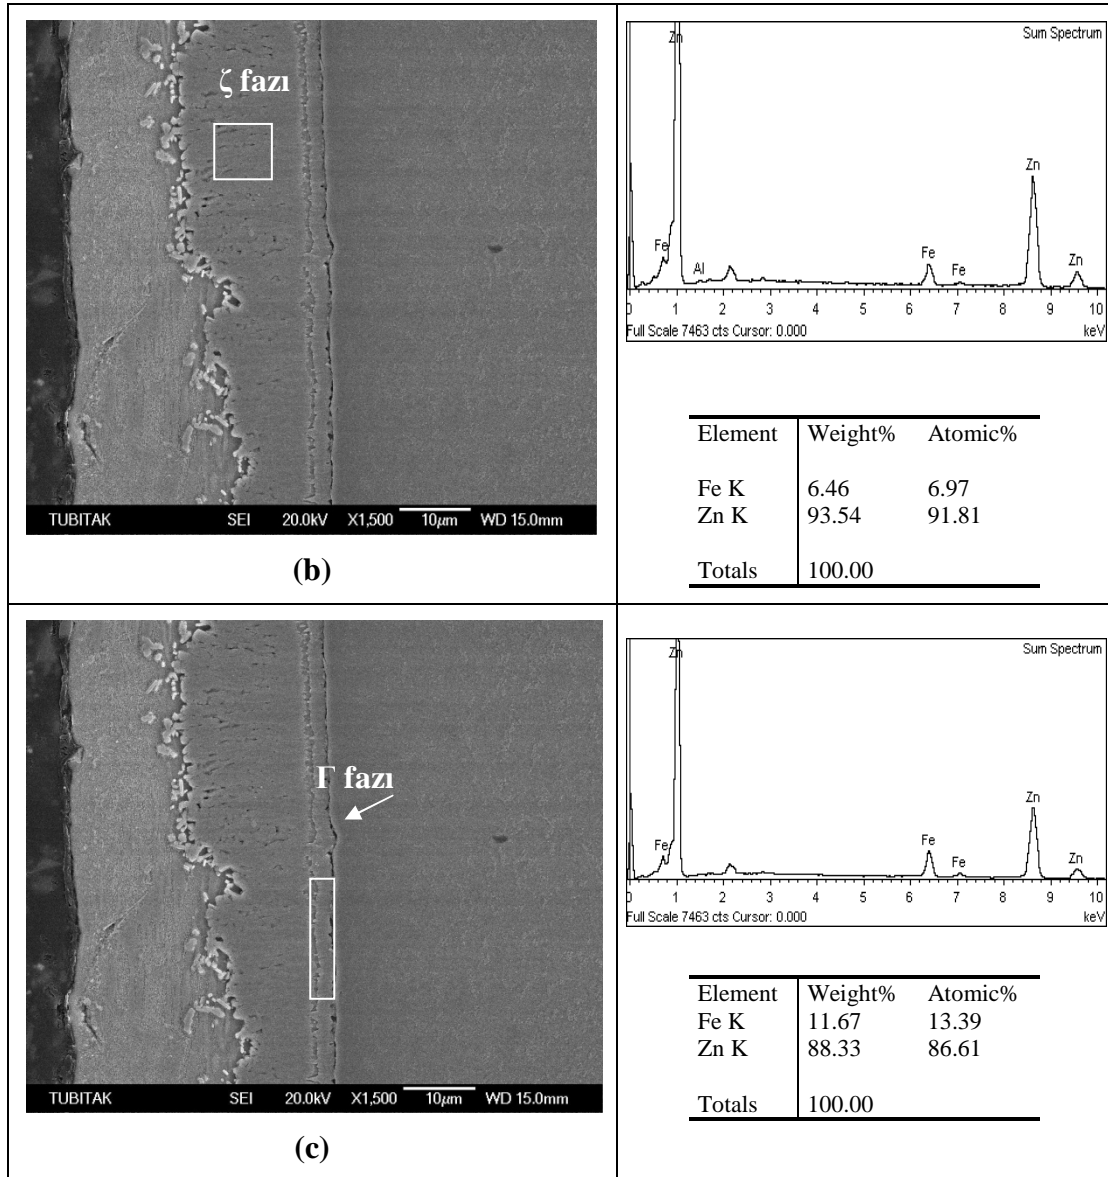 ζ fazı
TUBITAK SEI 20.0kV X1,500 10μm WD 15.0mm
(b)
Sum Spectrum
Zn
Zn
Fe
Al
Fe
Fe
Zn
0 1 2 3 4 5 6 7 8 9 10
Full Scale 7463 cts Cursor: 0.000 keV
Element Weight% Atomic%
Fe K 6.46 6.97
Zn K 93.54 91.81
Totals 100.00
Γ fazı
TUBITAK SEI 20.0kV X1,500 10μm WD 15.0mm
(c)
Sum Spectrum
Zn
Zn
Fe
Fe
Fe
Zn
0 1 2 3 4 5 6 7 8 9 10
Full Scale 7463 cts Cursor: 0.000 keV
Element Weight% Atomic%
Fe K 11.67 13.39
Zn K 88.33 86.61
Totals 100.00